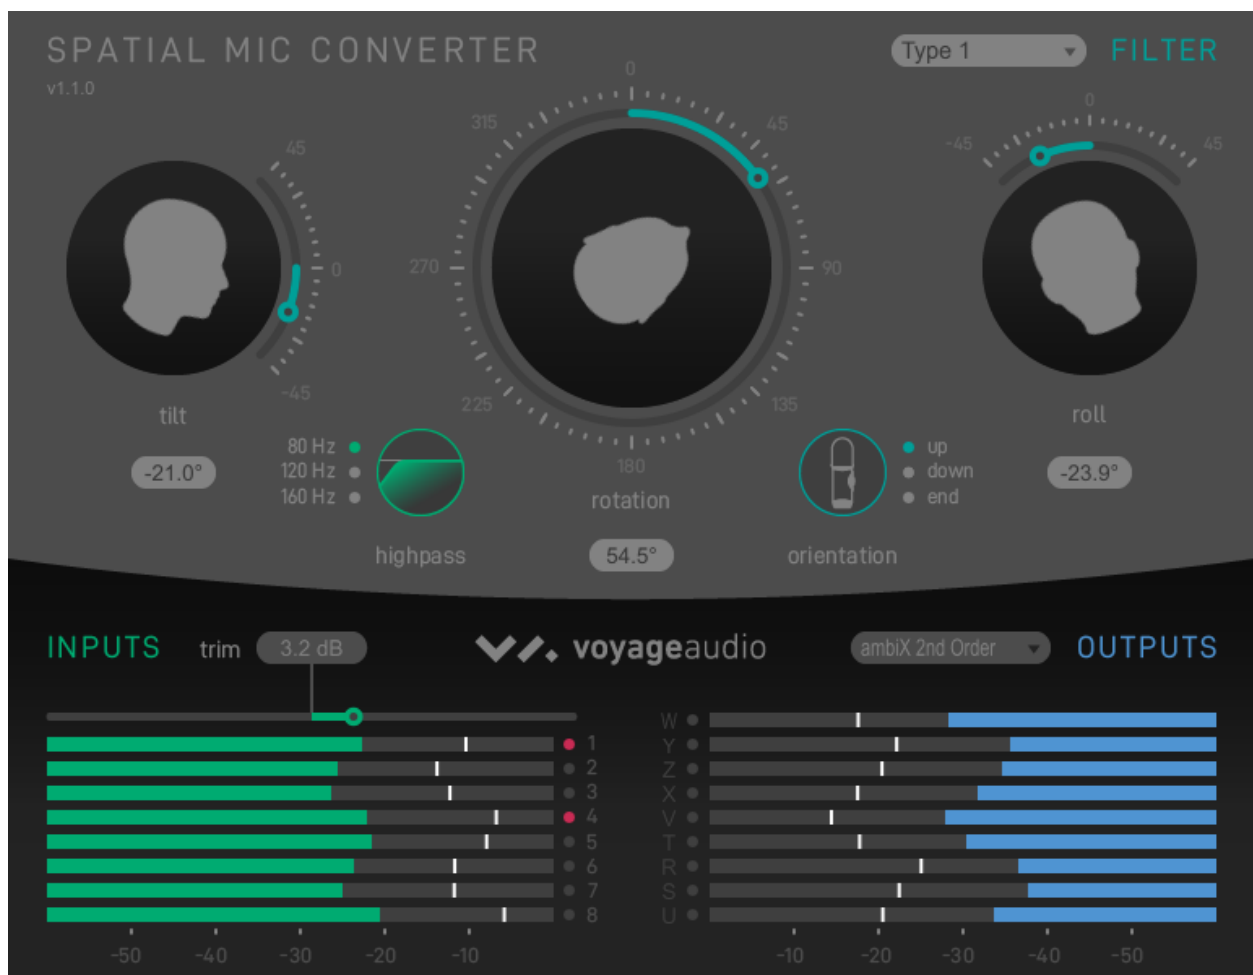 SPATIAL MIC CONVERTER
v1.1.0
Type 1
FILTER
0
45
90
135
180
225
270
315
45
0
-45
-45
0
45
tilt
-21.0°
roll
-23.9°
80 Hz
120 Hz
160 Hz
highpass
rotation
54.5°
up
down
end
orientation
INPUTS
trim
3.2 dB
voyageaudio
ambiX 2nd Order
OUTPUTS
1
2
3
4
5
6
7
8
-50 -40 -30 -20 -10
W
Y
Z
X
V
T
R
S
U
-10 -20 -30 -40 -50